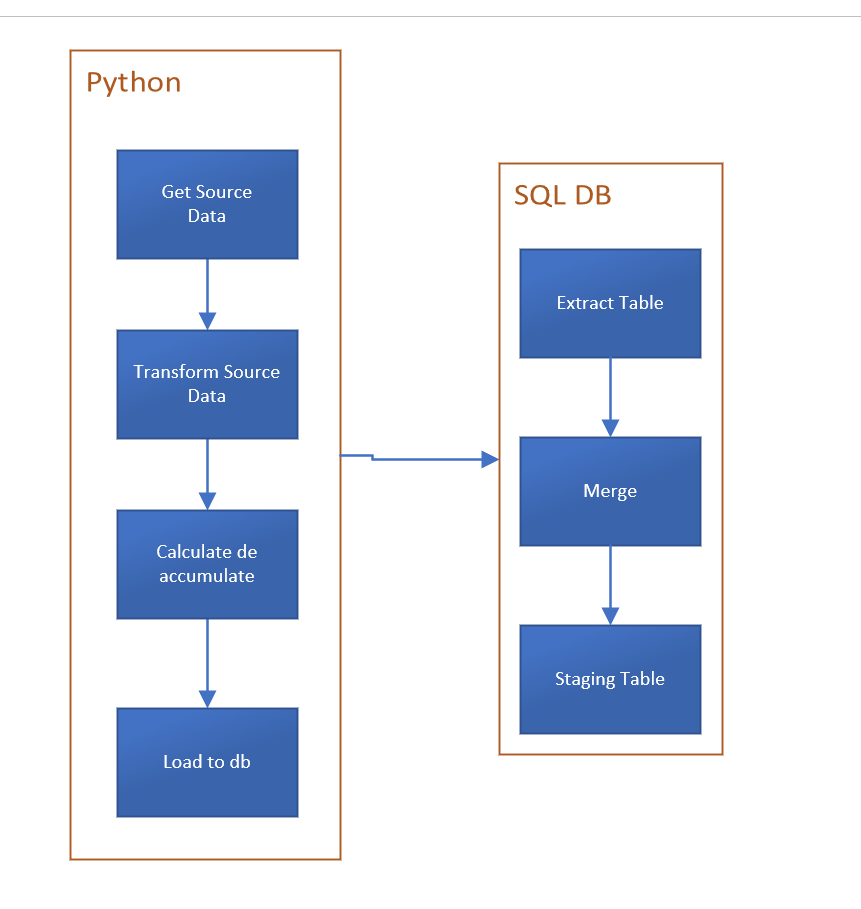 Python
Get Source
Data
Transform Source
Data
Calculate de
accumulate
Load to db
SQL DB
Extract Table
Merge
Staging Table